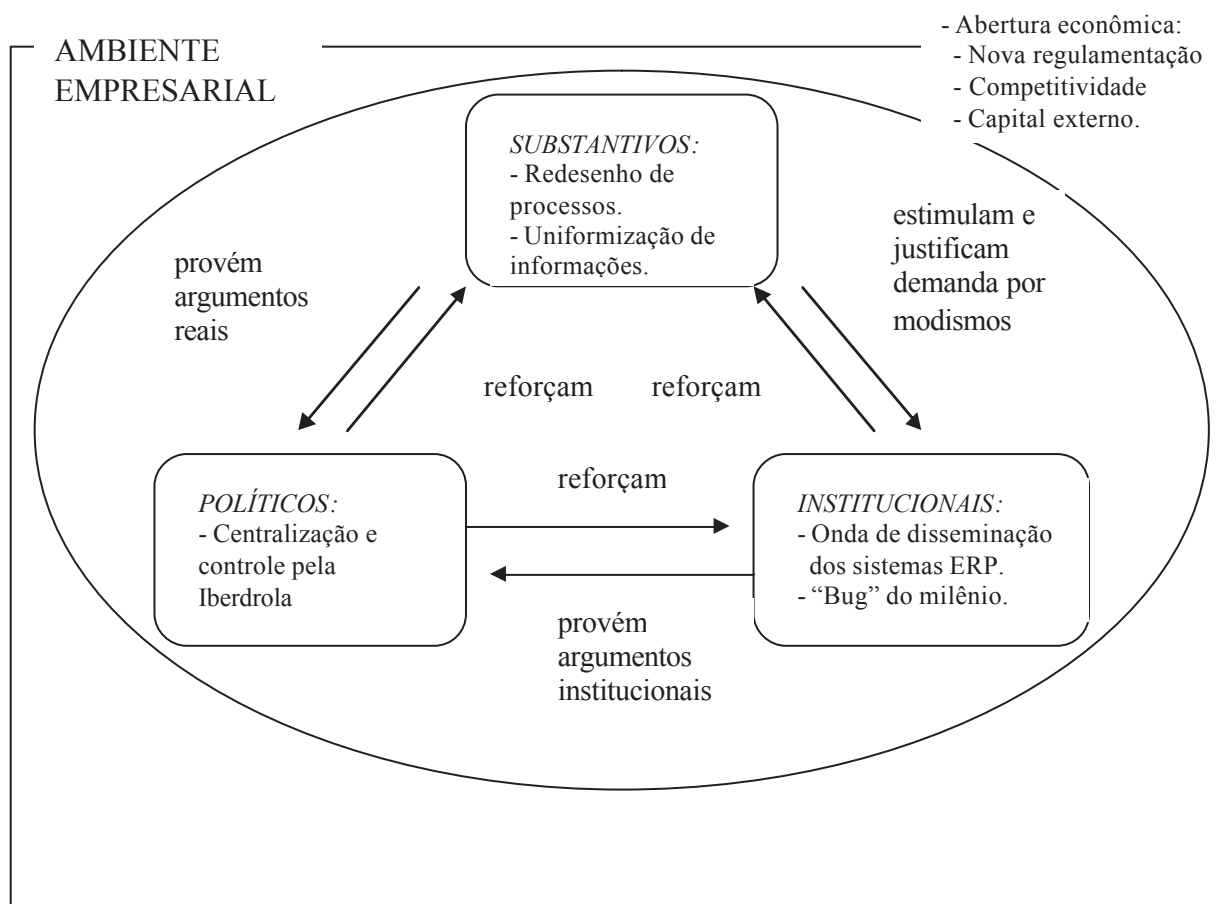 AMBIENTE
EMPRESARIAL
- Abertura econômica:
- Nova regulamentação
- Competitividade
- Capital externo.
SUBSTANTIVOS:
- Redesenho de
processos.
- Uniformização de
informações.
provém
argumentos
reais
estimulam e
justificam
demanda por
modismos
reforçam
reforçam
POLÍTICOS:
- Centralização e
controle pela
Iberdrola
reforçam
INSTITUCIONAIS:
- Onda de disseminação
dos sistemas ERP.
- “Bug” do milênio.
provém
argumentos
institucionais